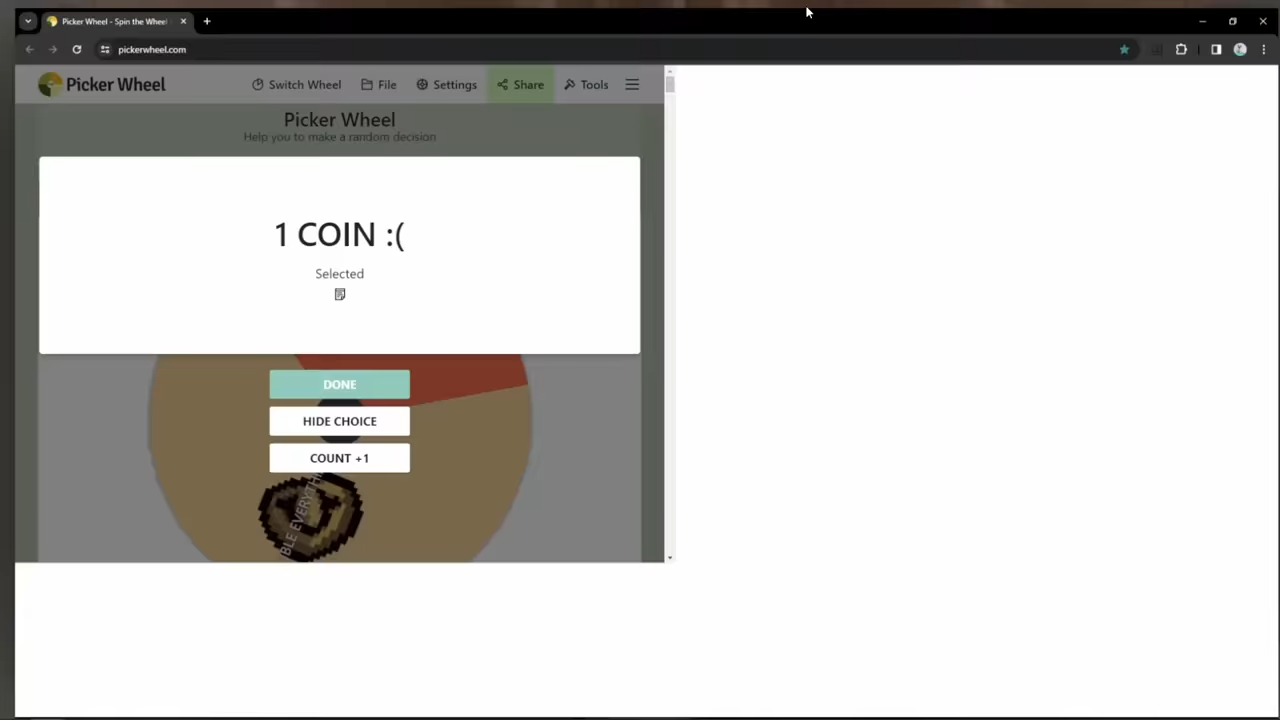 Picker Wheel - Spin the Wheel
pickerwheel.com
Picker Wheel
Switch Wheel
File
Settings
Share
Tools
Picker Wheel
Help you to make a random decision
1 COIN :(
Selected
DONE
HIDE CHOICE
COUNT +1